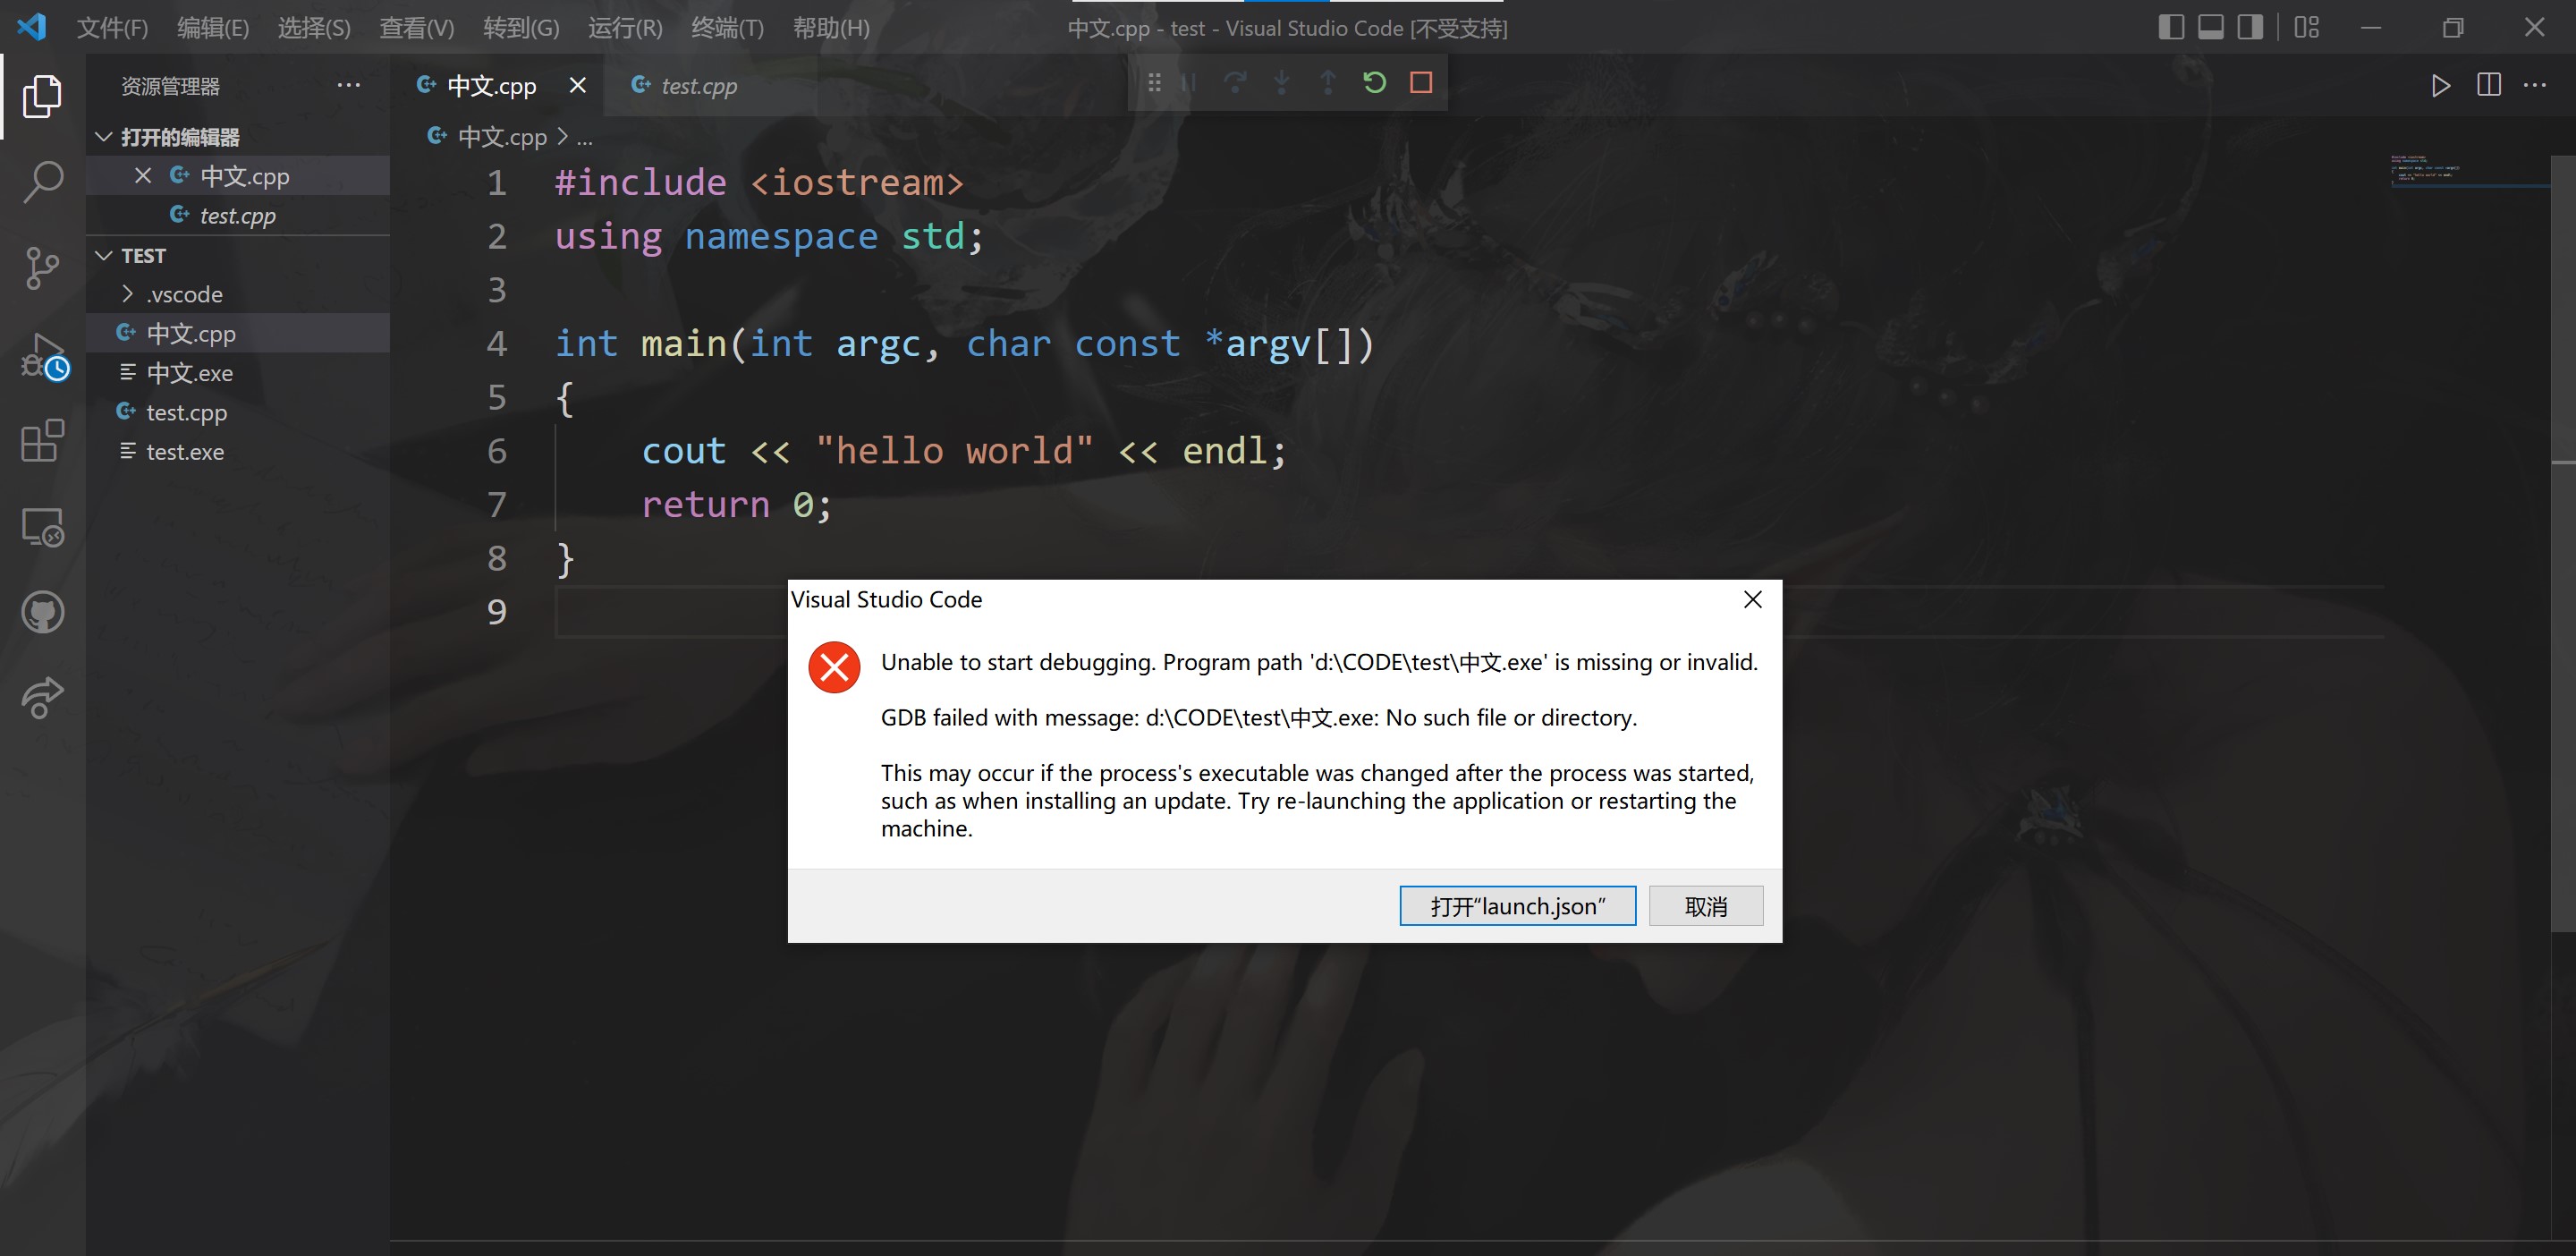 文件(F) 编辑(E) 选择(S) 查看(V) 转到(G) 运行(R) 终端(T) 帮助(H)
中文.cpp - test - Visual Studio Code [不受支持]
资源管理器
打开的编辑器
中文.cpp
test.cpp
TEST
.vscode
中文.cpp
中文.exe
test.cpp
test.exe
中文.cpp
test.cpp
中文.cpp > ...
1 #include <iostream>
2 using namespace std;
3
4 int main(int argc, char const *argv[])
5 {
6 cout << "hello world" << endl;
7 return 0;
8 }
9
Visual Studio Code
Unable to start debugging. Program path 'd:\CODE\test\中文.exe' is missing or invalid.
GDB failed with message: d:\CODE\test\中文.exe: No such file or directory.
This may occur if the process's executable was changed after the process was started,
such as when installing an update. Try re-launching the application or restarting the
machine.
打开“launch.json”
取消